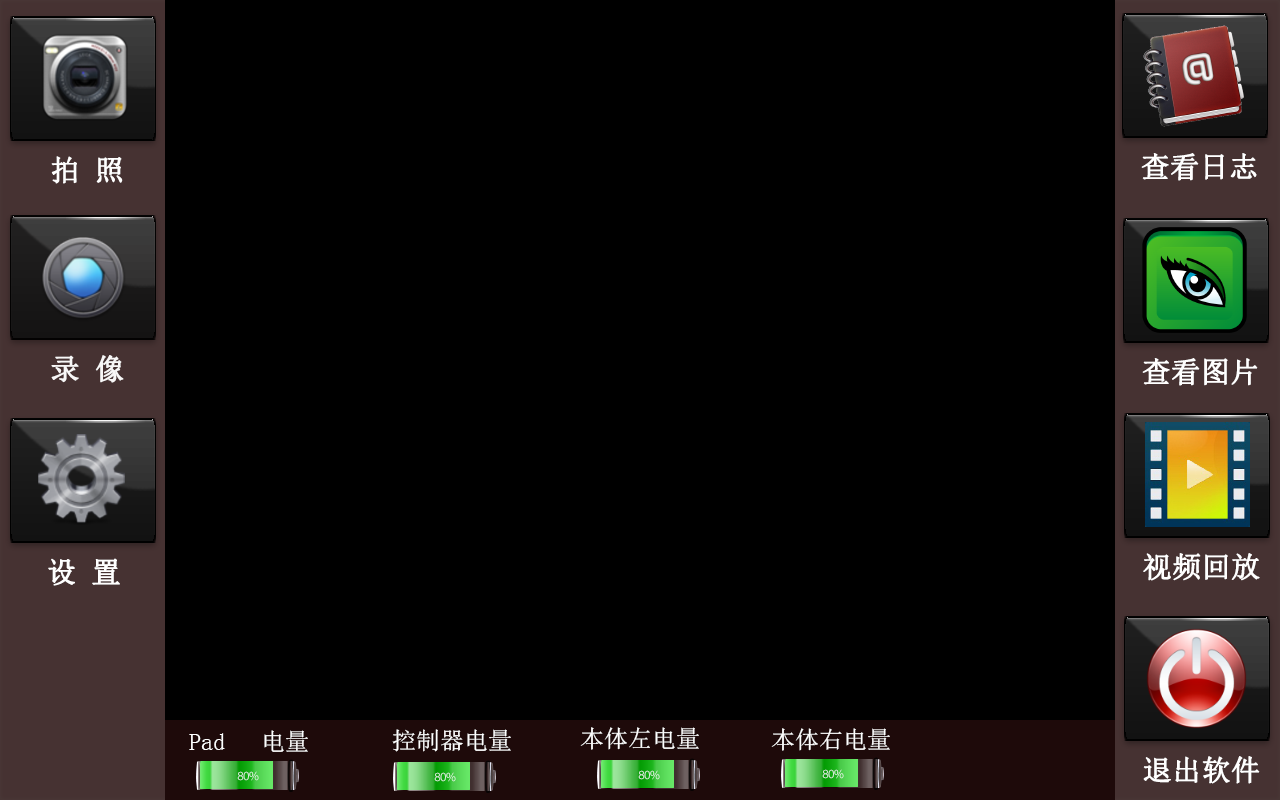 拍 照
录 像
设 置
@
查看日志
查看图片
视频回放
退出软件
Pad 电量
80%
控制器电量
80%
本体左电量
80%
本体右电量
80%